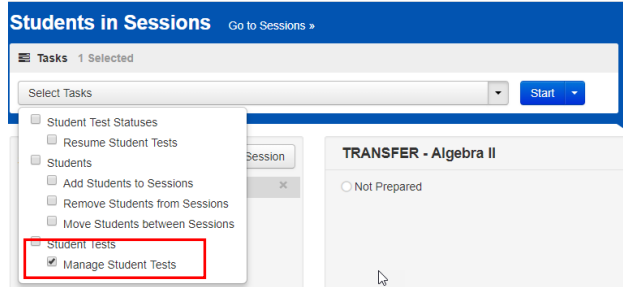 Students in Sessions Go to Sessions »
Tasks 1 Selected
Select Tasks Start
Student Test Statuses
Resume Student Tests
Students
Add Students to Sessions
Remove Students from Sessions
Move Students between Sessions
Student Tests
Manage Student Tests
Session
TRANSFER - Algebra II
Not Prepared